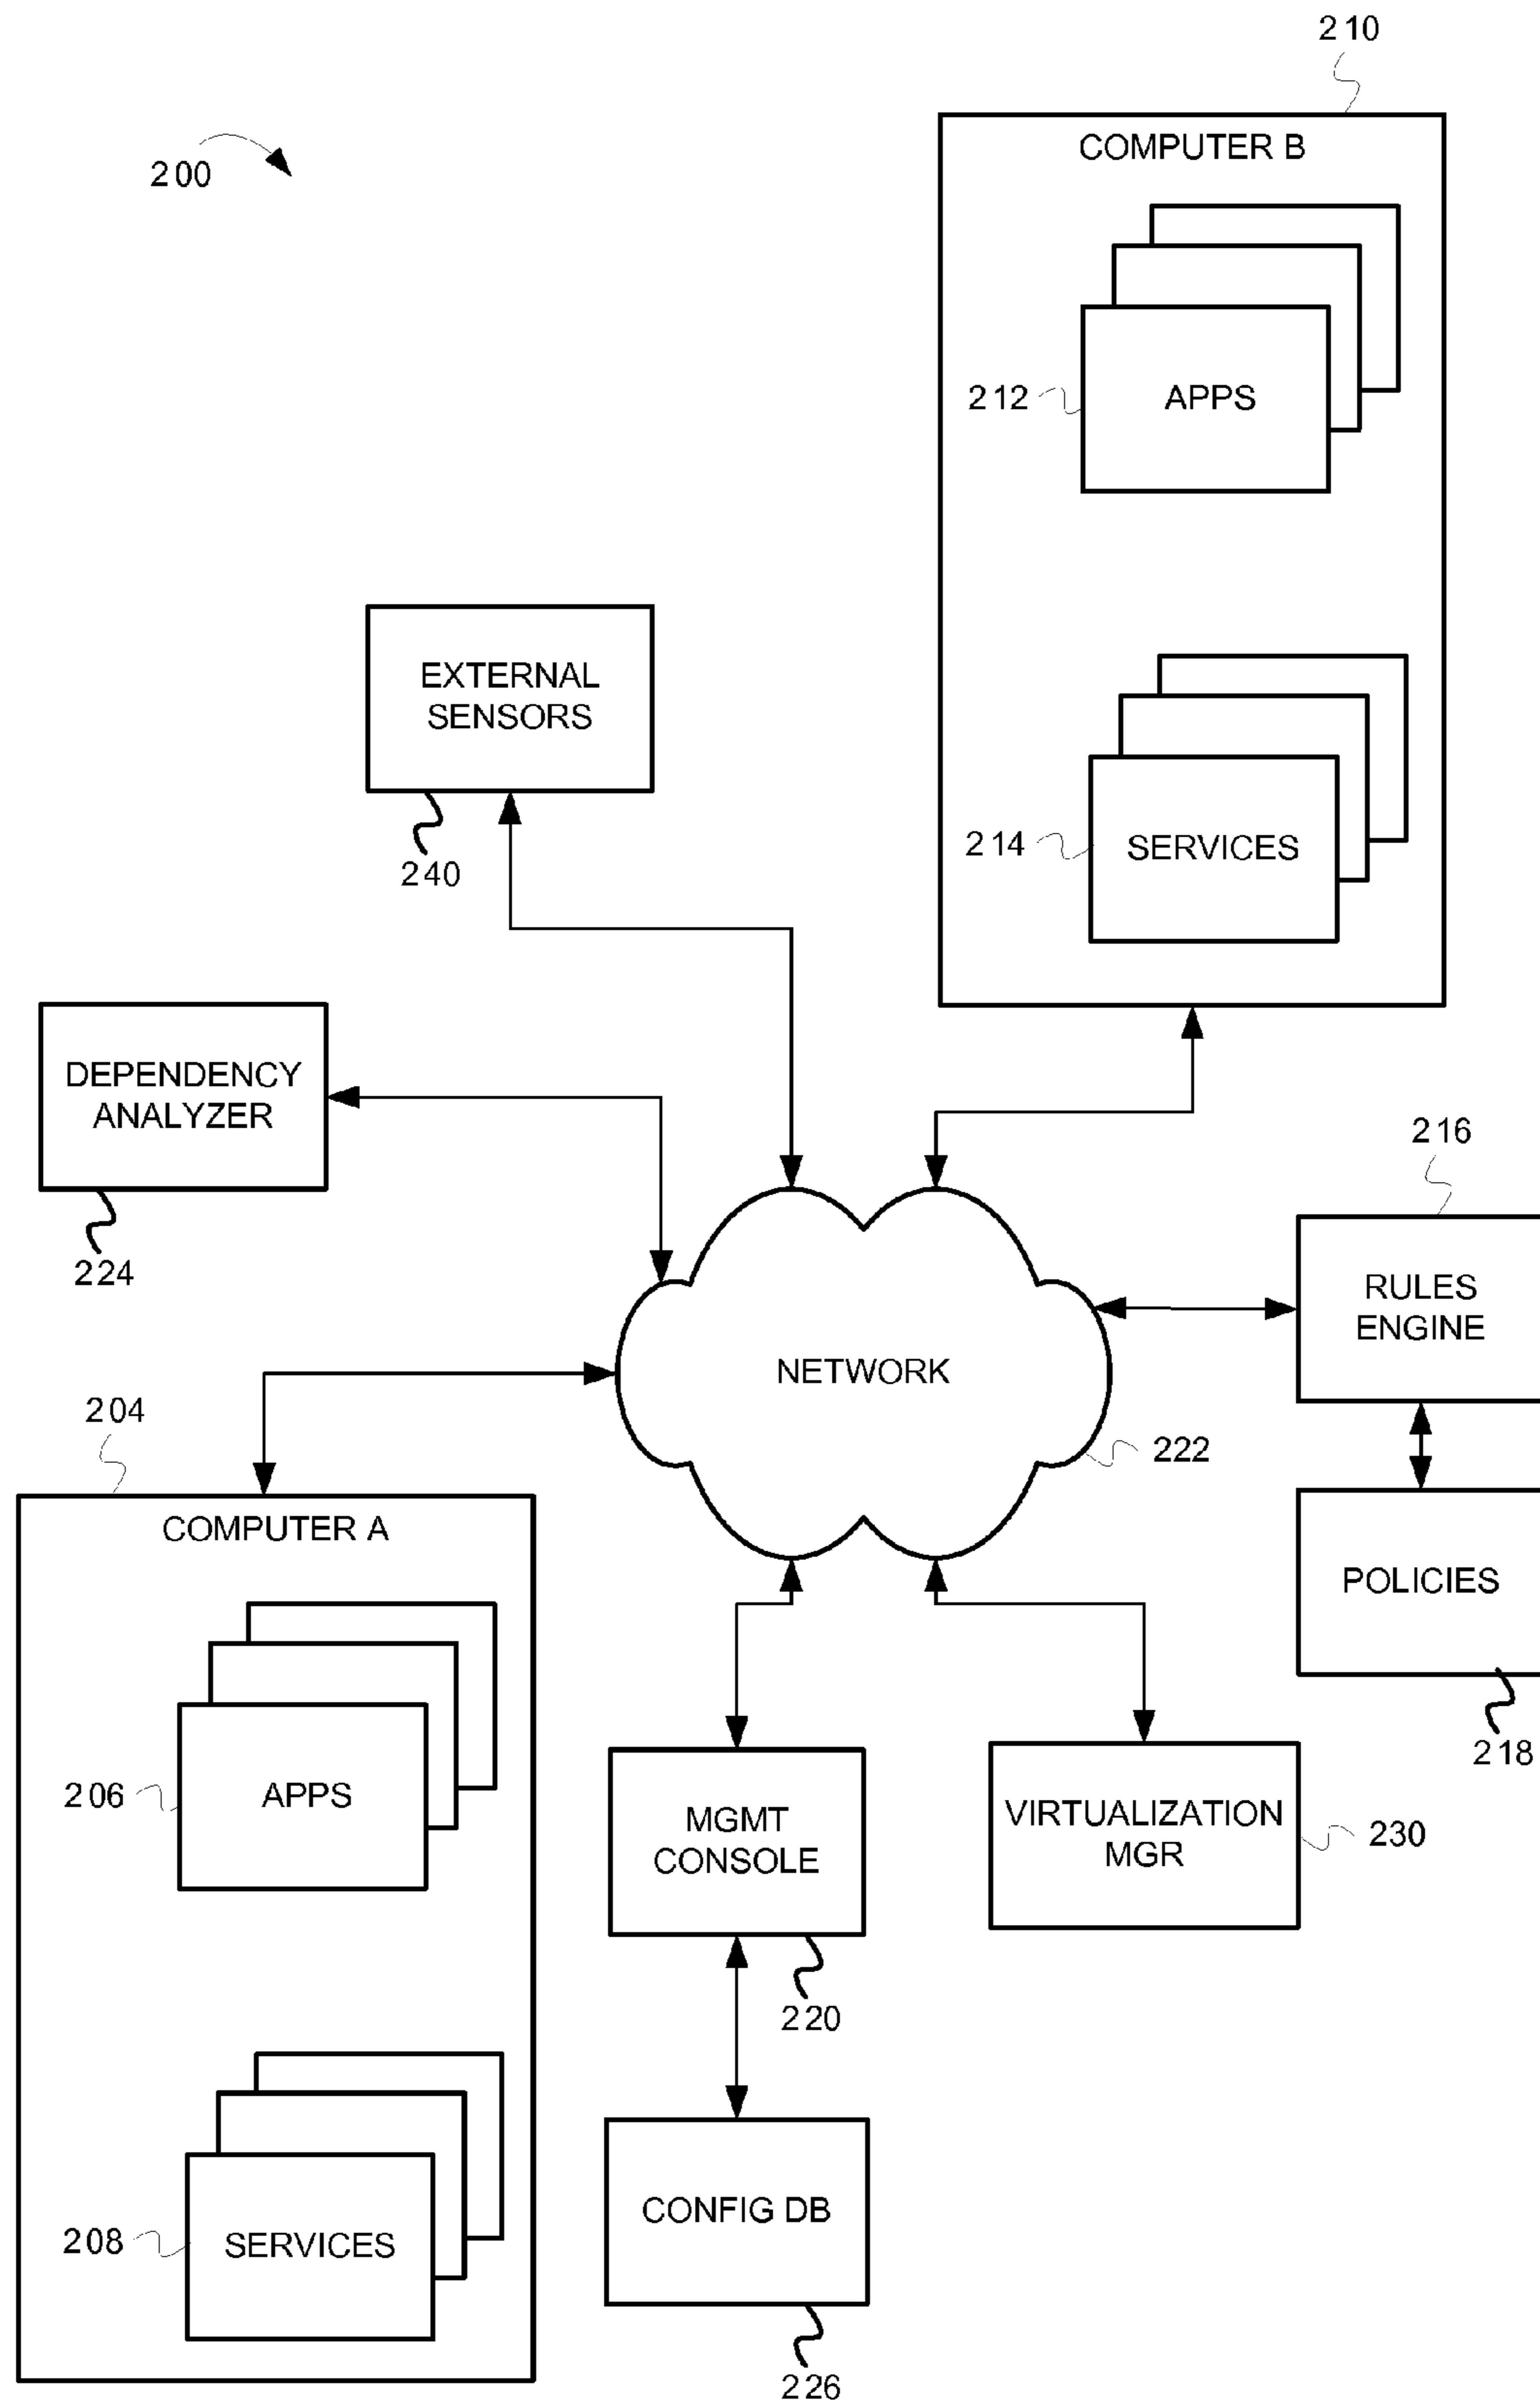 210
200
COMPUTER B
212
APPS
EXTERNAL
SENSORS
240
214
SERVICES
DEPENDENCY
ANALYZER
224
216
RULES
ENGINE
NETWORK
222
204
COMPUTER A
POLICIES
218
206
APPS
MGMT
CONSOLE
220
VIRTUALIZATION
MGR
230
208
SERVICES
CONFIG DB
226